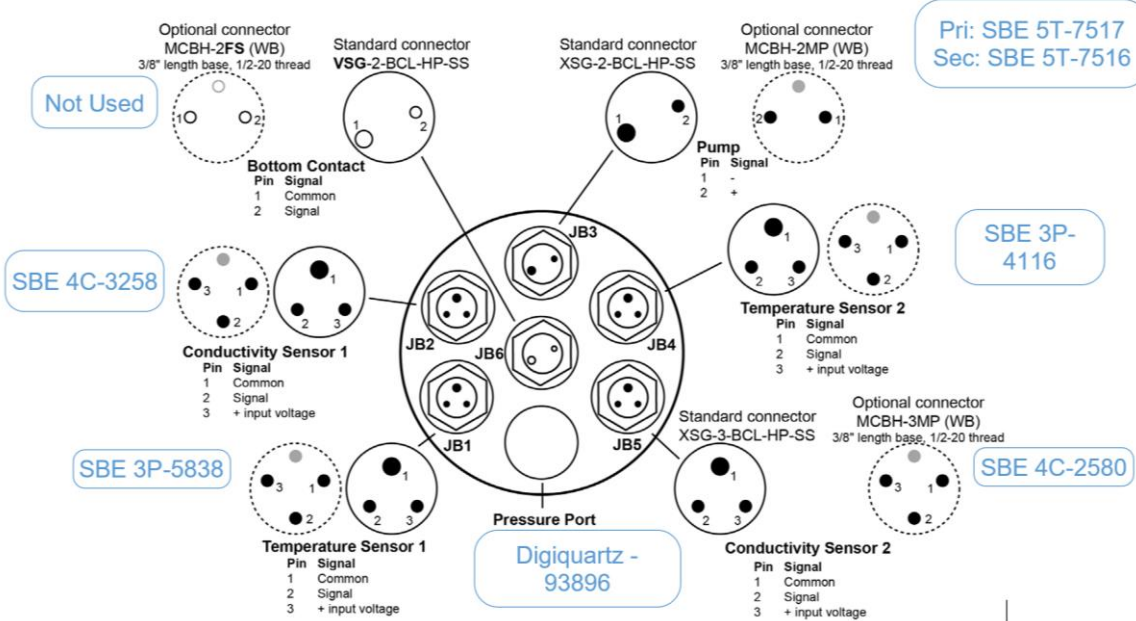 Optional connector
MCBH-2FS (WB)
3/8" length base, 1/2-20 thread
1
2
Not Used
Standard connector
VSG-2-BCL-HP-SS
1
2
Bottom Contact
Pin Signal
1 Common
2 Signal
Standard connector
XSG-2-BCL-HP-SS
1
2
Optional connector
MCBH-2MP (WB)
3/8" length base, 1/2-20 thread
2
1
Pump
Pin Signal
1 -
2 +
Pri: SBE 5T-7517
Sec: SBE 5T-7516
SBE 4C-3258
3
1
2
1
2
3
Conductivity Sensor 1
Pin Signal
1 Common
2 Signal
3 + input voltage
JB3
JB2
JB6
JB4
JB1
JB5
1
2
3
3
1
2
SBE 3P-
4116
Temperature Sensor 2
Pin Signal
1 Common
2 Signal
3 + input voltage
SBE 3P-5838
3
1
2
1
2
3
Temperature Sensor 1
Pin Signal
1 Common
2 Signal
3 + input voltage
Pressure Port
Digiquartz -
93896
Standard connector
XSG-3-BCL-HP-SS
1
2
3
Optional connector
MCBH-3MP (WB)
3/8" length base, 1/2-20 thread
3
1
2
SBE 4C-2580
Conductivity Sensor 2
Pin Signal
1 Common
2 Signal
3 + input voltage